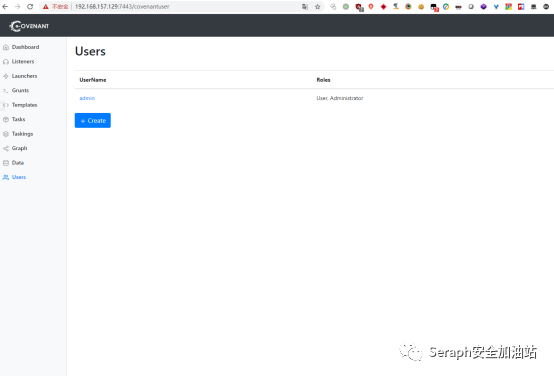 不安全 192.168.157.129:7443/covenantuser
COVENANT
Dashboard
Listeners
Launchers
Grunts
Templates
Tasks
Taskings
Graph
Data
Users
Users
UserName Roles
admin User, Administrator
+ Create
Seraph安全加油站